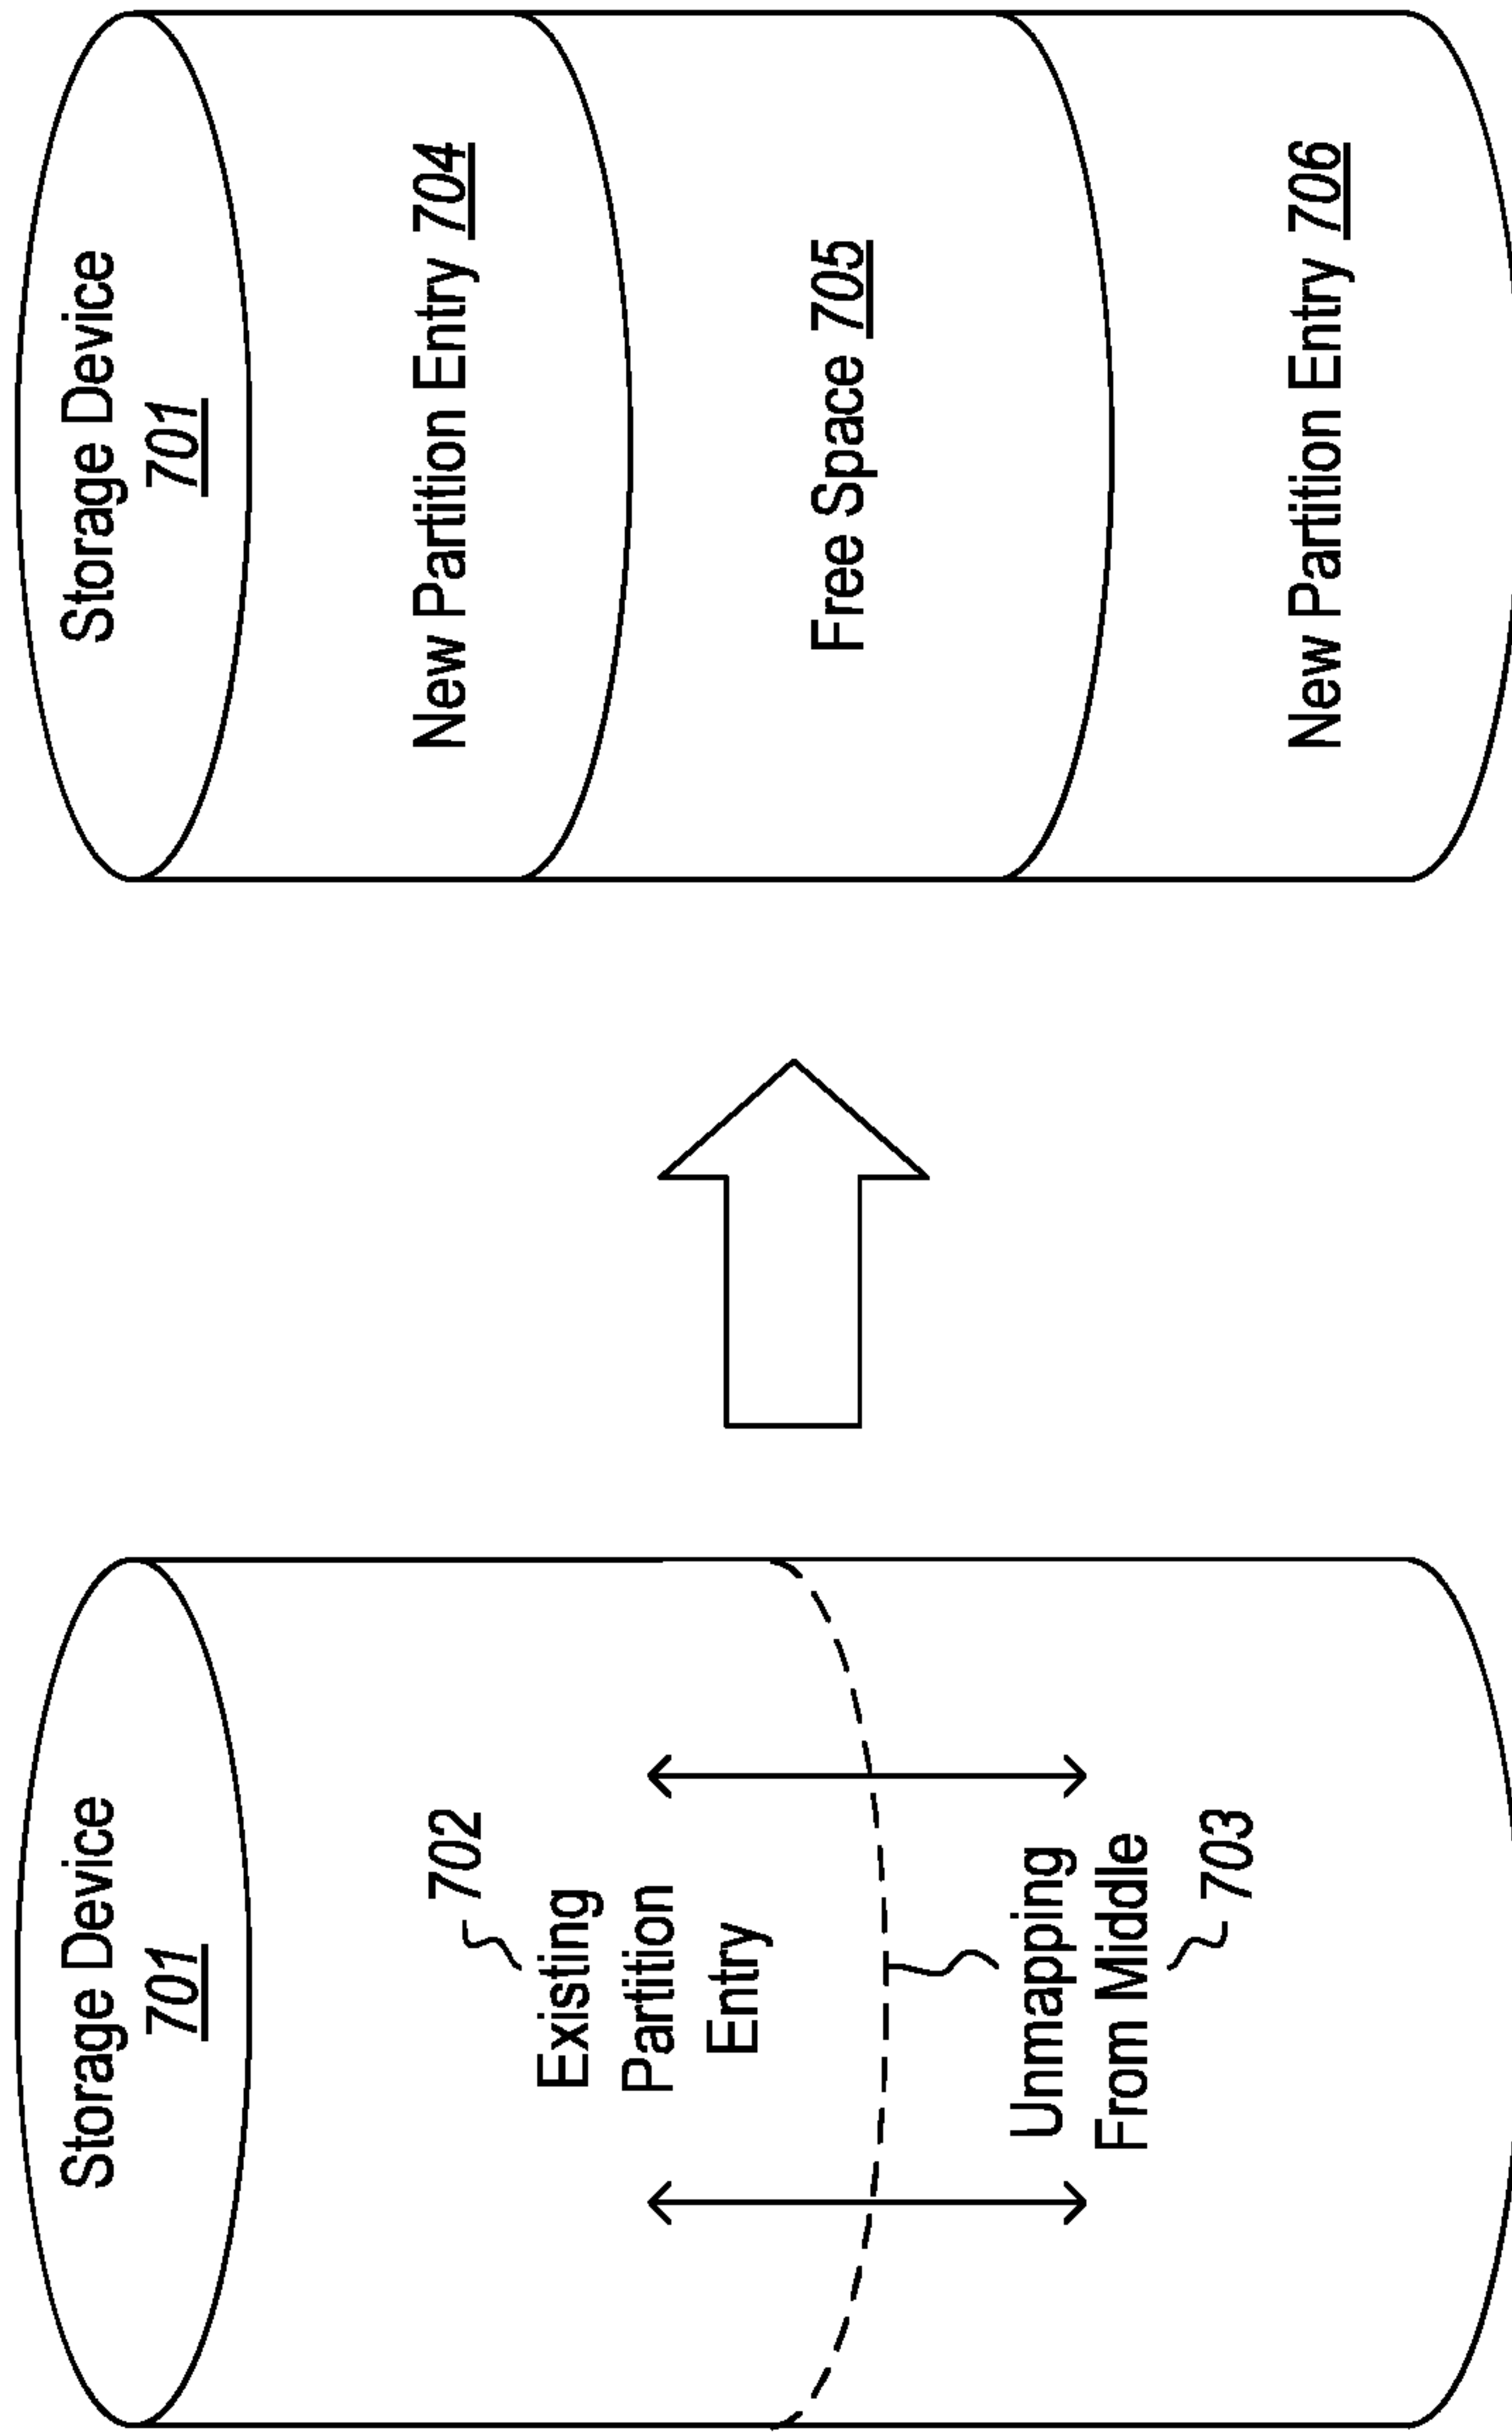 Storage Device
701
702
Existing
Partition
Entry
Unmapping
From Middle
703
Storage Device
701
New Partition Entry 704
Free Space 705
New Partition Entry 706